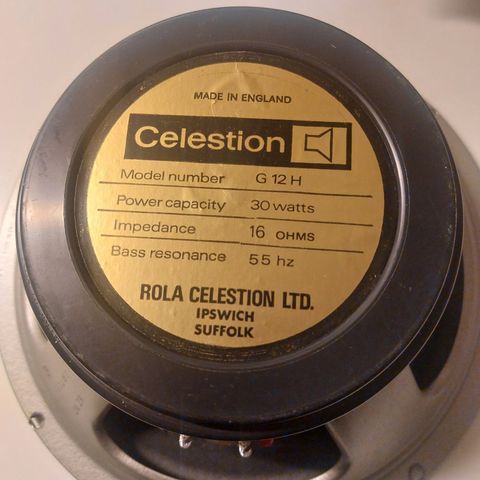 MADE IN ENGLAND
Celestion
Model number G 12 H
Power capacity 30 watts
Impedance 16 OHMS
Bass resonance 55 hz
ROLA CELESTION LTD.
IPSWICH
SUFFOLK